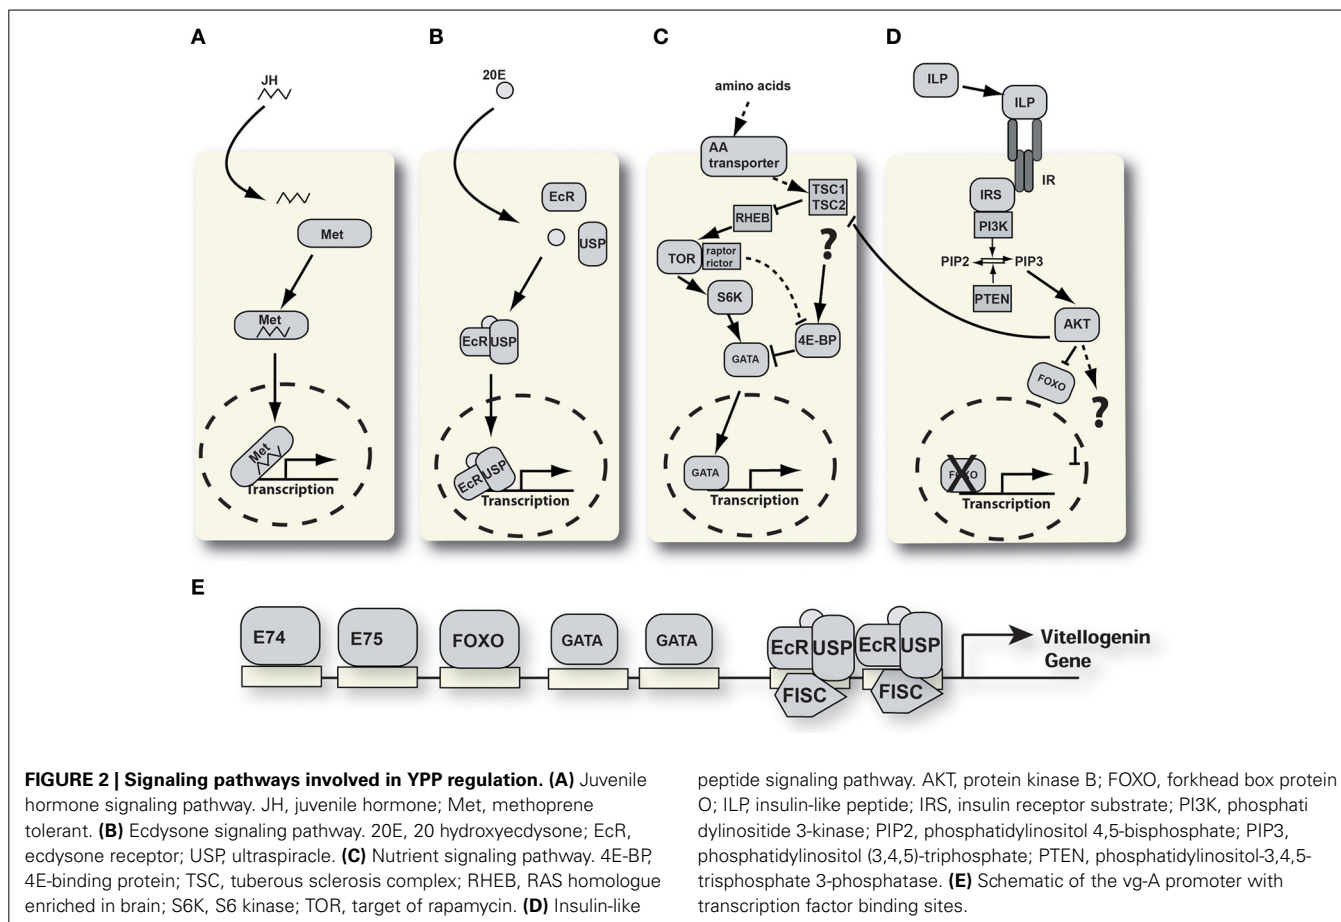 A
B
C
D
JH
Met
Met
Met
Transcription
20E
EcR
USP
EcR USP
EcR USP
Transcription
amino acids
AA
transporter
TSC1
TSC2
RHEB
TOR
raptor
rictor
?
S6K
4E-BP
GATA
GATA
Transcription
ILP
ILP
IR
IRS
PI3K
PIP2
PIP3
PTEN
AKT
FOXO
?
FOXO
Transcription
E
E74
E75
FOXO
GATA
GATA
EcR USP
EcR USP
FISC
FISC
Vitellogenin
Gene
FIGURE 2 | Signaling pathways involved in YPP regulation. (A) Juvenile
hormone signaling pathway. JH, juvenile hormone; Met, methoprene
tolerant. (B) Ecdysone signaling pathway. 20E, 20 hydroxyecdysone; EcR,
ecdysone receptor; USP, ultraspiracle. (C) Nutrient signaling pathway. 4E-BP,
4E-binding protein; TSC, tuberous sclerosis complex; RHEB, RAS homologue
enriched in brain; S6K, S6 kinase; TOR, target of rapamycin. (D) Insulin-like
peptide signaling pathway. AKT, protein kinase B; FOXO, forkhead box protein
O; ILP, insulin-like peptide; IRS, insulin receptor substrate; PI3K, phosphati
dylinositide 3-kinase; PIP2, phosphatidylinositol 4,5-bisphosphate; PIP3,
phosphatidylinositol (3,4,5)-triphosphate; PTEN, phosphatidylinositol-3,4,5-
trisphosphate 3-phosphatase. (E) Schematic of the vg-A promoter with
transcription factor binding sites.